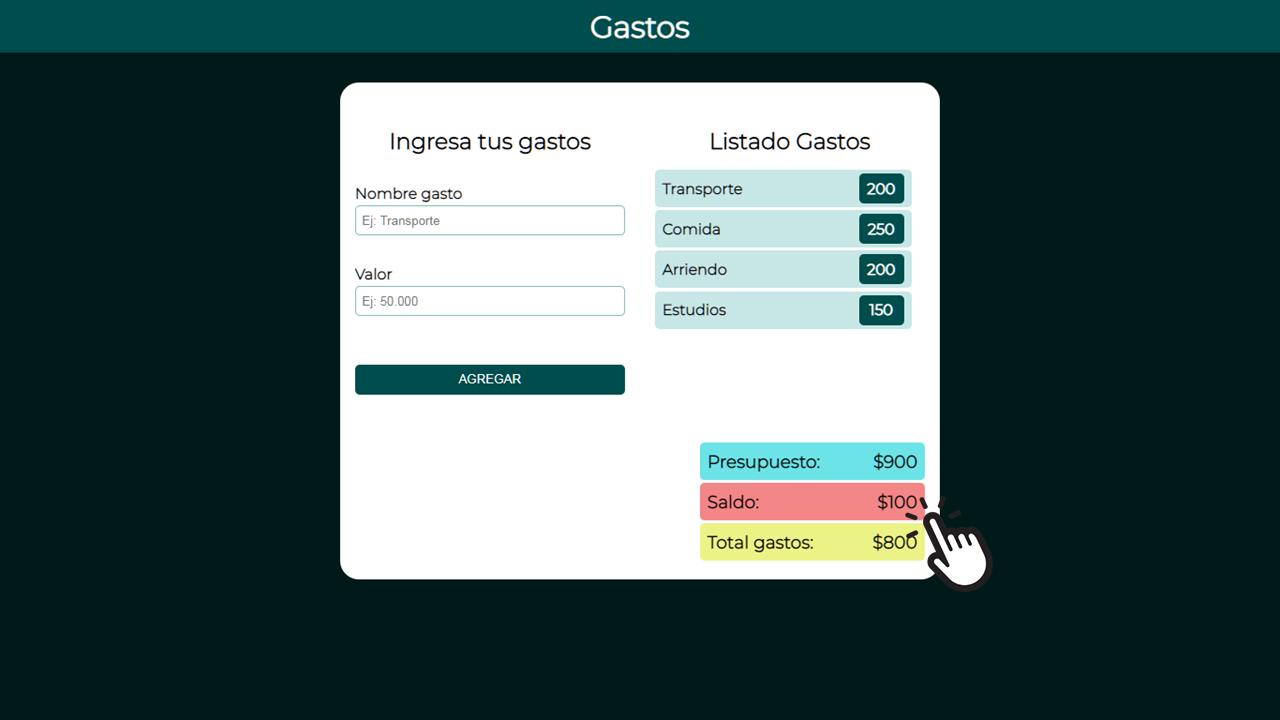 Gastos
Ingresa tus gastos
Nombre gasto
Ej: Transporte
Valor
Ej: 50.000
AGREGAR
Listado Gastos
Transporte 200
Comida 250
Arriendo 200
Estudios 150
Presupuesto: $900
Saldo: $100
Total gastos: $800